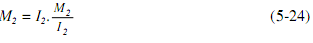 M₂ = I₂. M₂/I₂ (5-24)